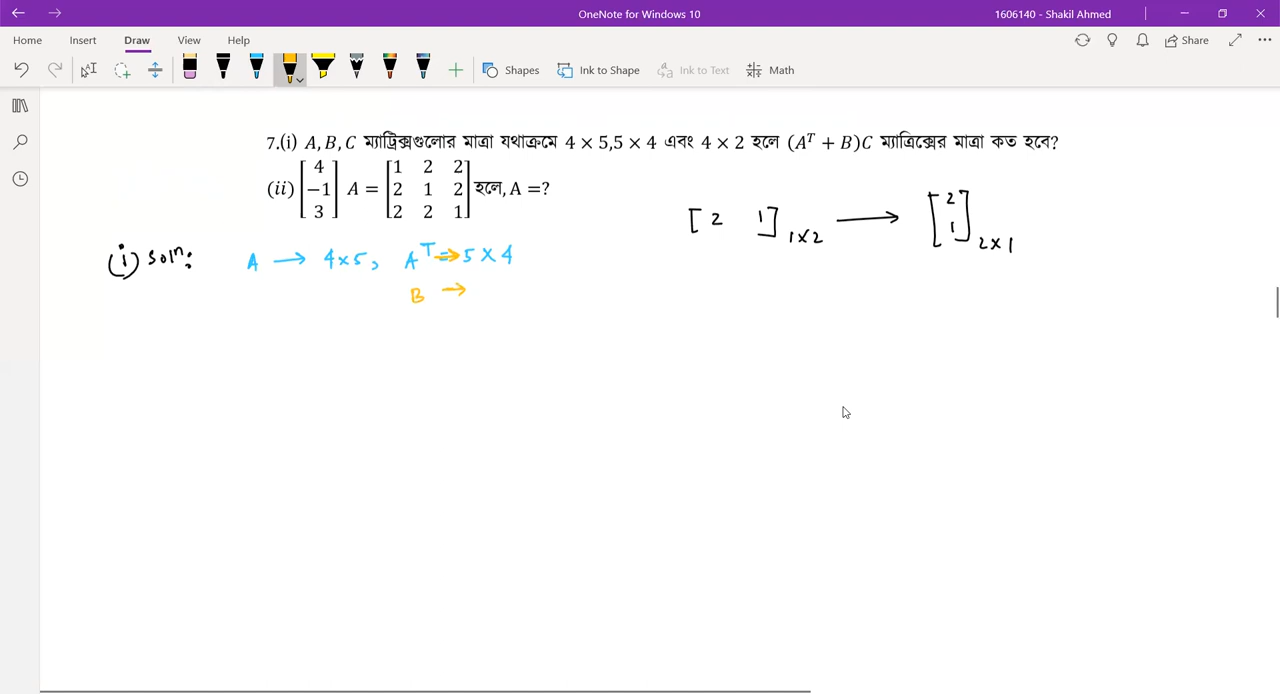 OneNote for Windows 10
1606140 - Shakil Ahmed
Home Insert Draw View Help
Share
Shapes Ink to Shape Ink to Text Math
7.(i) A, B, C ম্যাট্রিক্সগুলোর মাত্রা যথাক্রমে 4 × 5,5 × 4 এবং 4 × 2 হলে (A^T + B)C ম্যাত্রিক্সের মাত্রা কত হবে?
(ii) [4 -1 3] A = [1 2 2 2 1 2 2 2 1] হলে, A =?
[2 1]1×2 → [2 1]2×1
(i) Soln: A → 4×5, A^T → 5×4
B →